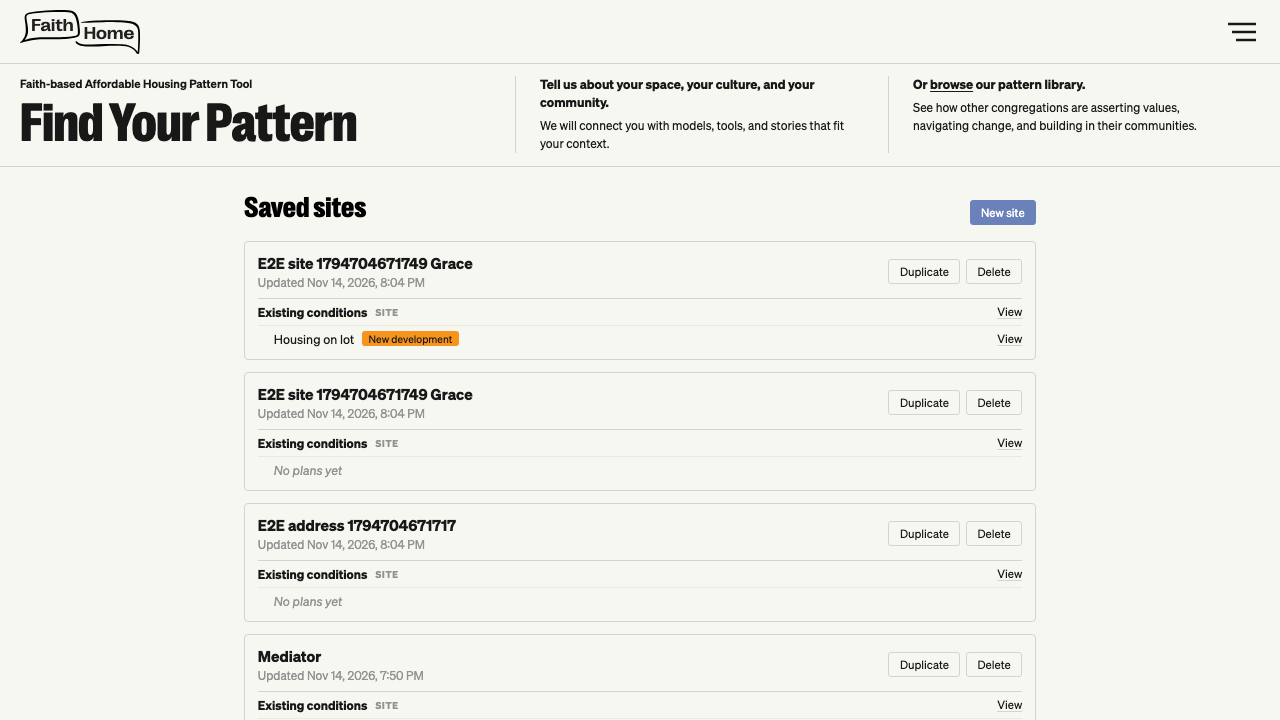 Faith
Home
Faith-based Affordable Housing Pattern Tool
Find Your Pattern
Tell us about your space, your culture, and your
community.
We will connect you with models, tools, and stories that fit
your context.
Or browse our pattern library.
See how other congregations are asserting values,
navigating change, and building in their communities.
Saved sites
New site
E2E site 1794704671749 Grace
Updated Nov 14, 2026, 8:04 PM
Duplicate
Delete
Existing conditions SITE
View
Housing on lot New development
View
E2E site 1794704671749 Grace
Updated Nov 14, 2026, 8:04 PM
Duplicate
Delete
Existing conditions SITE
View
No plans yet
E2E address 1794704671717
Updated Nov 14, 2026, 8:04 PM
Duplicate
Delete
Existing conditions SITE
View
No plans yet
Mediator
Updated Nov 14, 2026, 7:50 PM
Duplicate
Delete
Existing conditions SITE
View